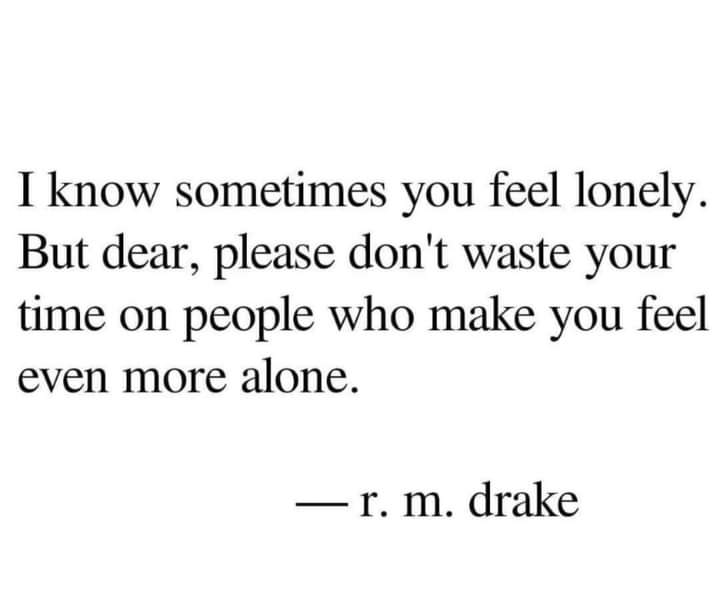 I know sometimes you feel lonely.
But dear, please don't waste your
time on people who make you feel
even more alone.
— r. m. drake